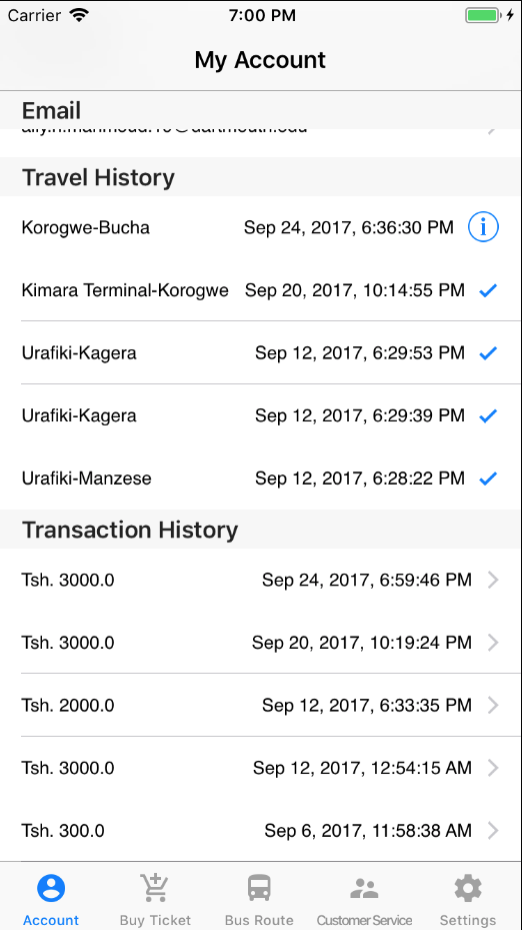 Carrier 7:00 PM
My Account
Email
Travel History
Korogwe-Bucha Sep 24, 2017, 6:36:30 PM i
Kimara Terminal-Korogwe Sep 20, 2017, 10:14:55 PM
Urafiki-Kagera Sep 12, 2017, 6:29:53 PM
Urafiki-Kagera Sep 12, 2017, 6:29:39 PM
Urafiki-Manzese Sep 12, 2017, 6:28:22 PM
Transaction History
Tsh. 3000.0 Sep 24, 2017, 6:59:46 PM
Tsh. 3000.0 Sep 20, 2017, 10:19:24 PM
Tsh. 2000.0 Sep 12, 2017, 6:33:35 PM
Tsh. 3000.0 Sep 12, 2017, 12:54:15 AM
Tsh. 300.0 Sep 6, 2017, 11:58:38 AM
Account Buy Ticket Bus Route Customer Service Settings